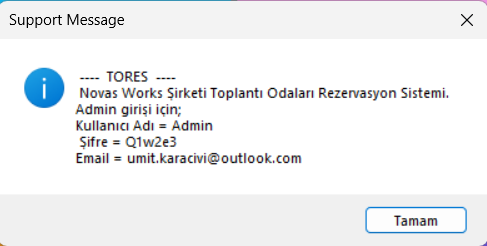 Support Message
---- TORES ----
Novas Works Şirketi Toplantı Odaları Rezervasyon Sistemi.
Admin girişi için;
Kullanıcı Adı = Admin
Şifre = Q1w2e3
Email = umit.karacivi@outlook.com
Tamam